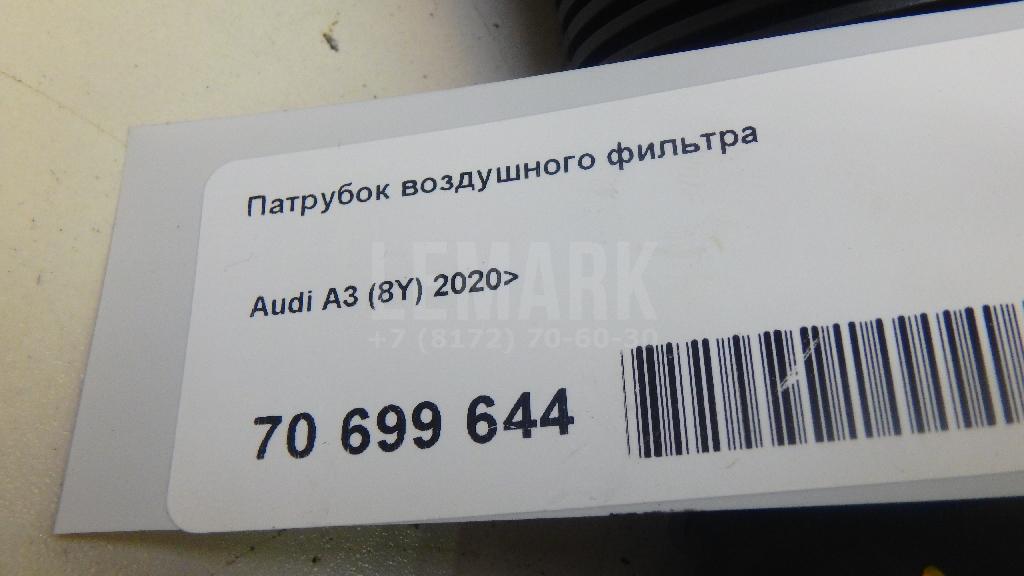 Патрубок воздушного фильтра
LEMARK
Audi A3 (8Y) 2020>
+7 (8172) 70-60-30
70 699 644